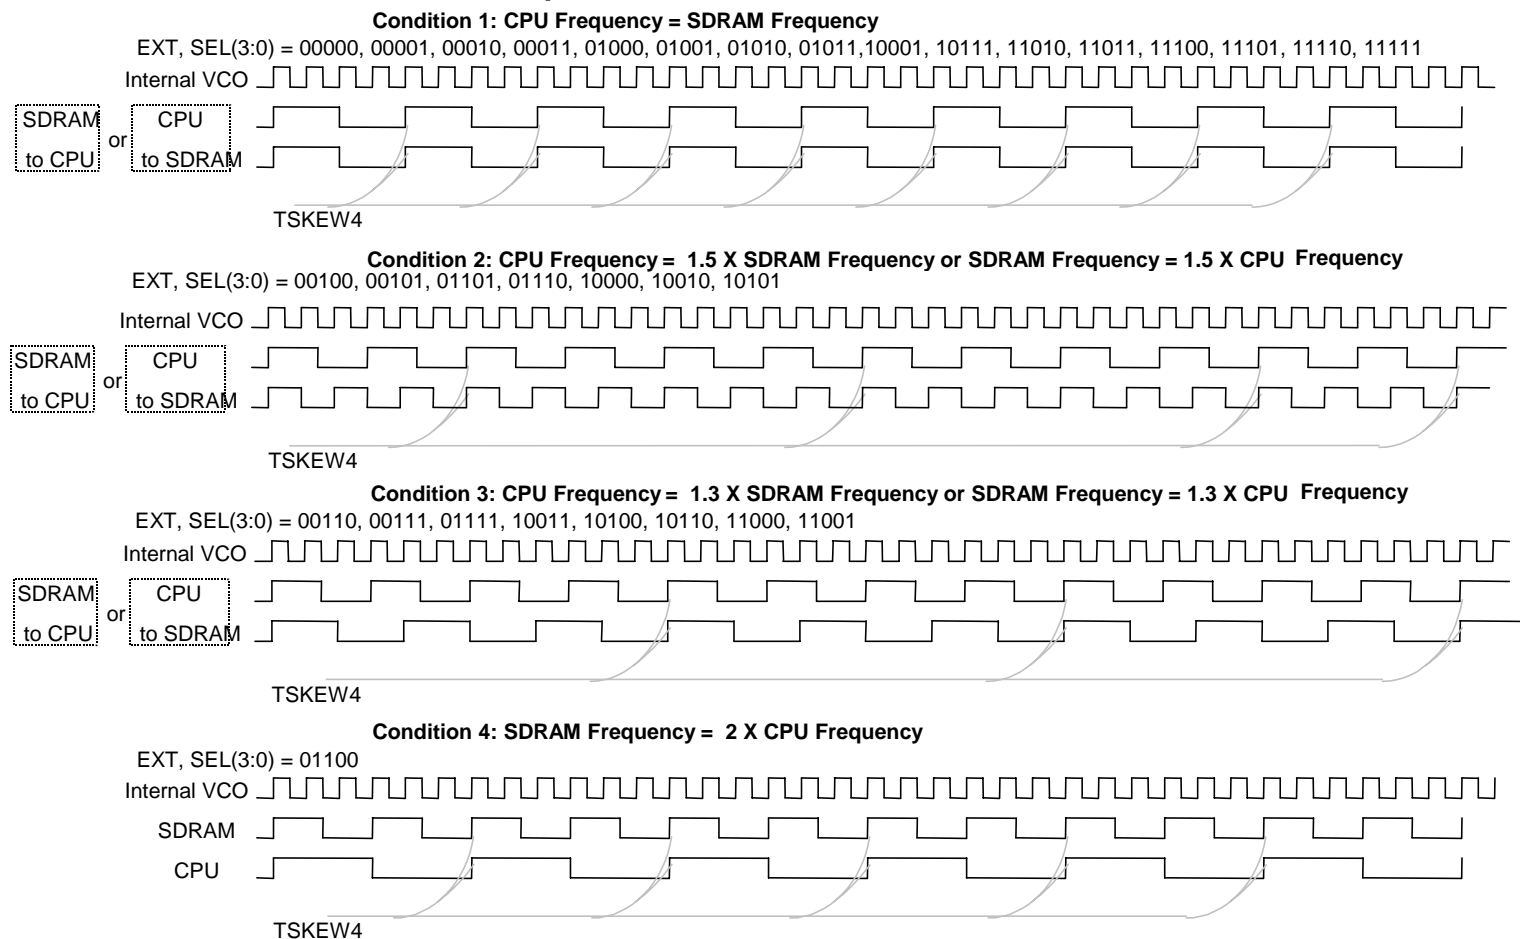 Condition 1: CPU Frequency = SDRAM Frequency
EXT, SEL(3:0) = 00000, 00001, 00010, 00011, 01000, 01001, 01010, 01011,10001, 10111, 11010, 11011, 11100, 11101, 11110, 11111
Internal VCO
SDRAM to CPU
or
CPU to SDRAM
TSKEW4
Condition 2: CPU Frequency = 1.5 X SDRAM Frequency or SDRAM Frequency = 1.5 X CPU Frequency
EXT, SEL(3:0) = 00100, 00101, 01101, 01110, 10000, 10010, 10101
Internal VCO
SDRAM to CPU
or
CPU to SDRAM
TSKEW4
Condition 3: CPU Frequency = 1.3 X SDRAM Frequency or SDRAM Frequency = 1.3 X CPU Frequency
EXT, SEL(3:0) = 00110, 00111, 01111, 10011, 10100, 10110, 11000, 11001
Internal VCO
SDRAM to CPU
or
CPU to SDRAM
TSKEW4
Condition 4: SDRAM Frequency = 2 X CPU Frequency
EXT, SEL(3:0) = 01100
Internal VCO
SDRAM
CPU
TSKEW4